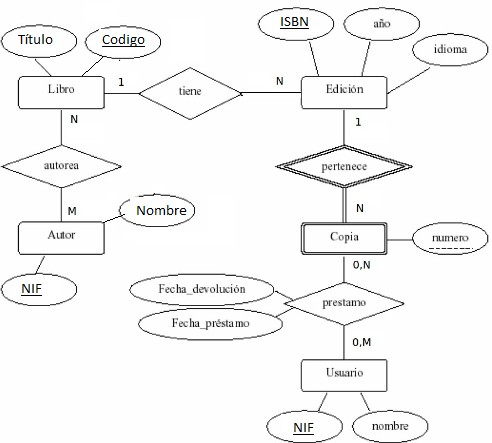 Título
Codigo
ISBN
año
idioma
Libro
1
tiene
N
Edición
N
1
autorea
pertenece
M
Nombre
N
Autor
Copia
numero
NIF
0,N
Fecha_devolución
prestamo
Fecha_préstamo
0,M
Usuario
NIF
nombre